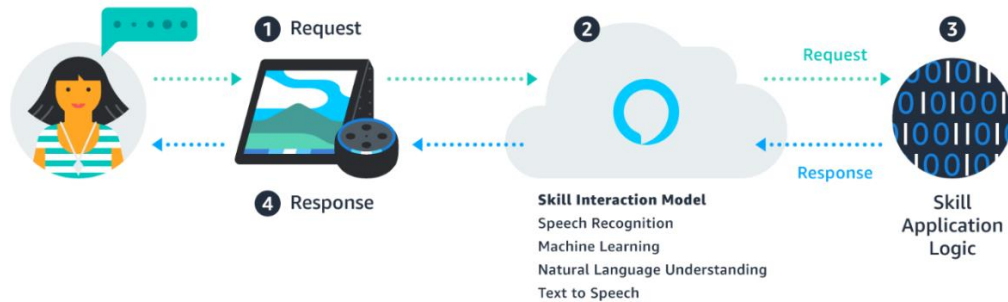 1 Request
2
3
Request
Response
4 Response
Skill Interaction Model
Speech Recognition
Machine Learning
Natural Language Understanding
Text to Speech
Skill
Application
Logic